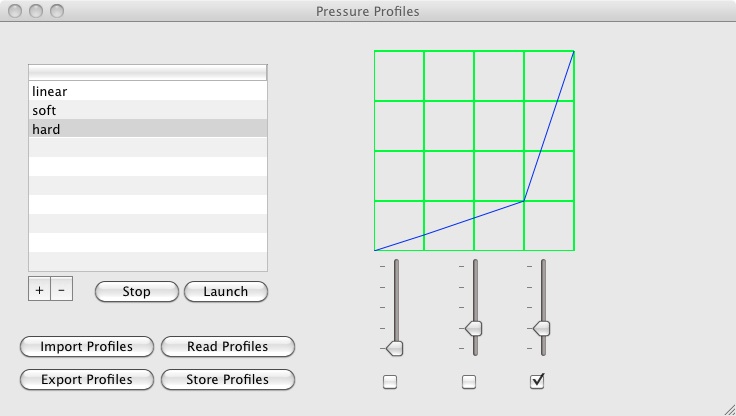 Pressure Profiles
linear
soft
hard
+ -
Stop Launch
Import Profiles Read Profiles
Export Profiles Store Profiles